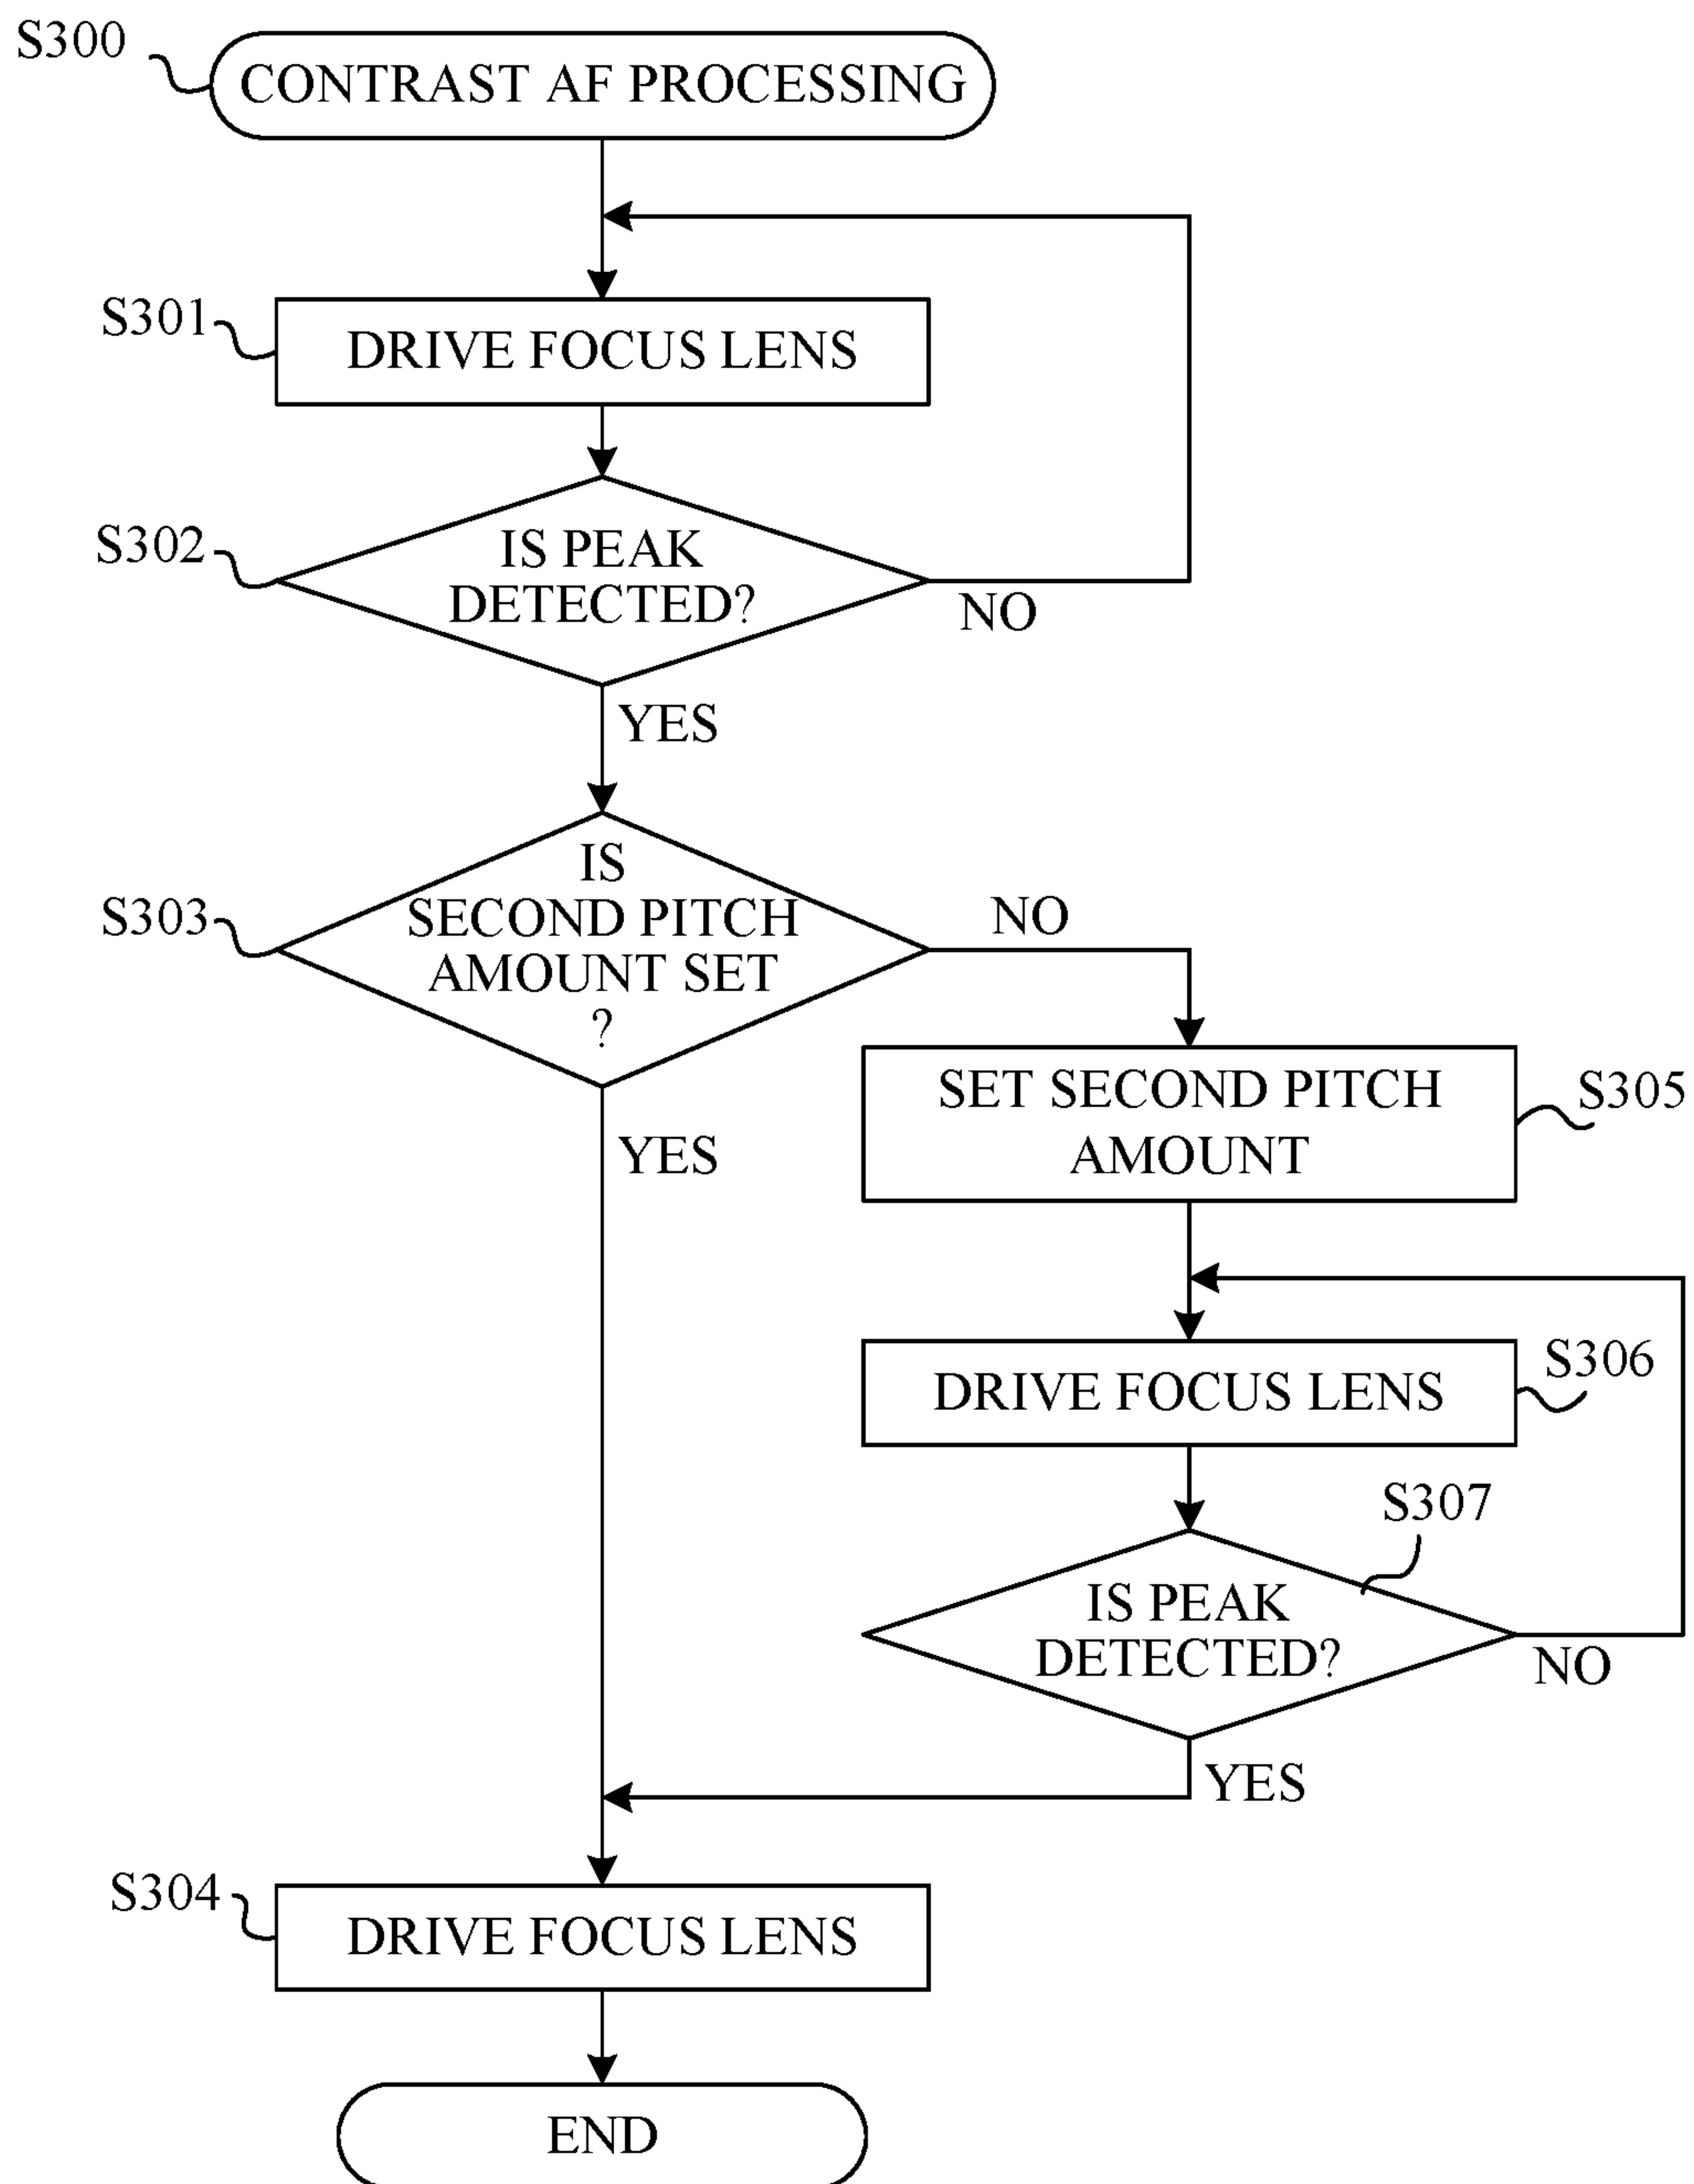 S300
CONTRAST AF PROCESSING
S301
DRIVE FOCUS LENS
S302
IS PEAK
DETECTED?
NO
YES
S303
IS
SECOND PITCH
AMOUNT SET
?
NO
YES
SET SECOND PITCH
AMOUNT
S305
DRIVE FOCUS LENS
S306
S307
IS PEAK
DETECTED?
NO
YES
S304
DRIVE FOCUS LENS
END